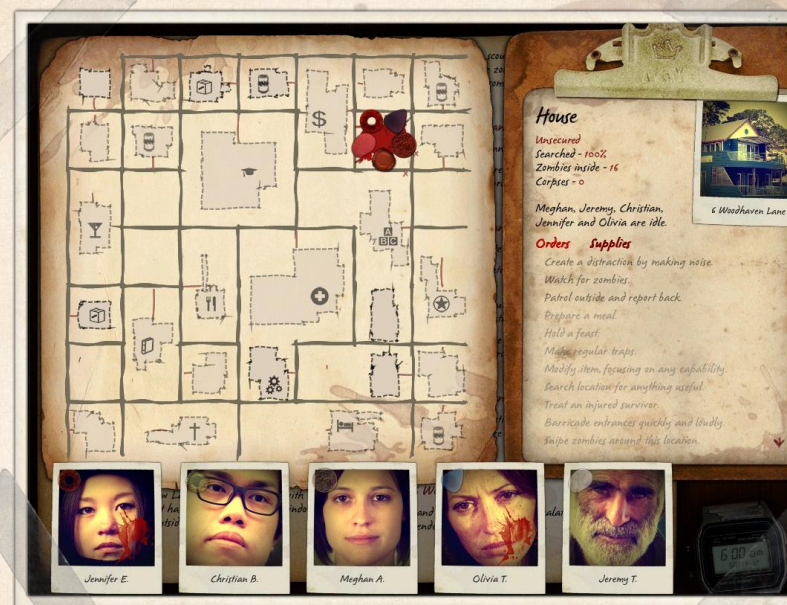 $
A
B C
House
Unsecured
Searched - 100%
Zombies inside - 16
Corpses - 0
6 Woodhaven Lane
Meghan, Jeremy, Christian,
Jennifer and Olivia are idle.
Orders Supplies
Create a distraction by making noise.
Watch for zombies.
Patrol outside and report back.
Prepare a meal.
Hold a feast.
Make regular traps.
Modify item, focusing on any capability.
Search location for anything useful.
Treat an injured survivor.
Barricade entrances quickly and loudly.
Snipe zombies around this location.
Jennifer E.
Christian B.
Meghan A.
Olivia T.
Jeremy T.
6:00 am